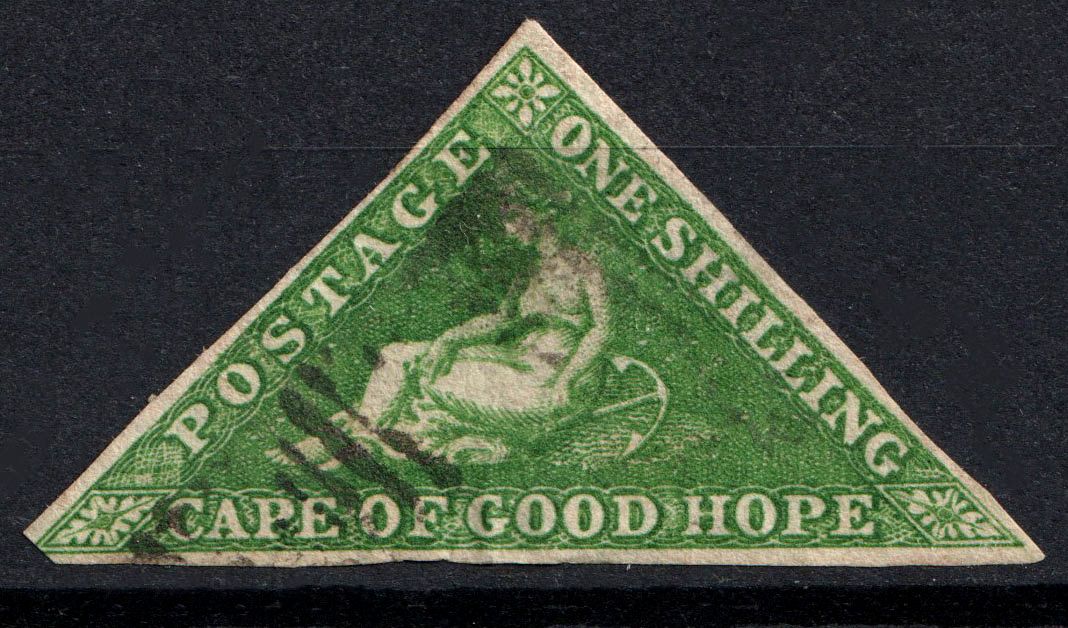 POSTAGE
ONE SHILLING
CAPE OF GOOD HOPE